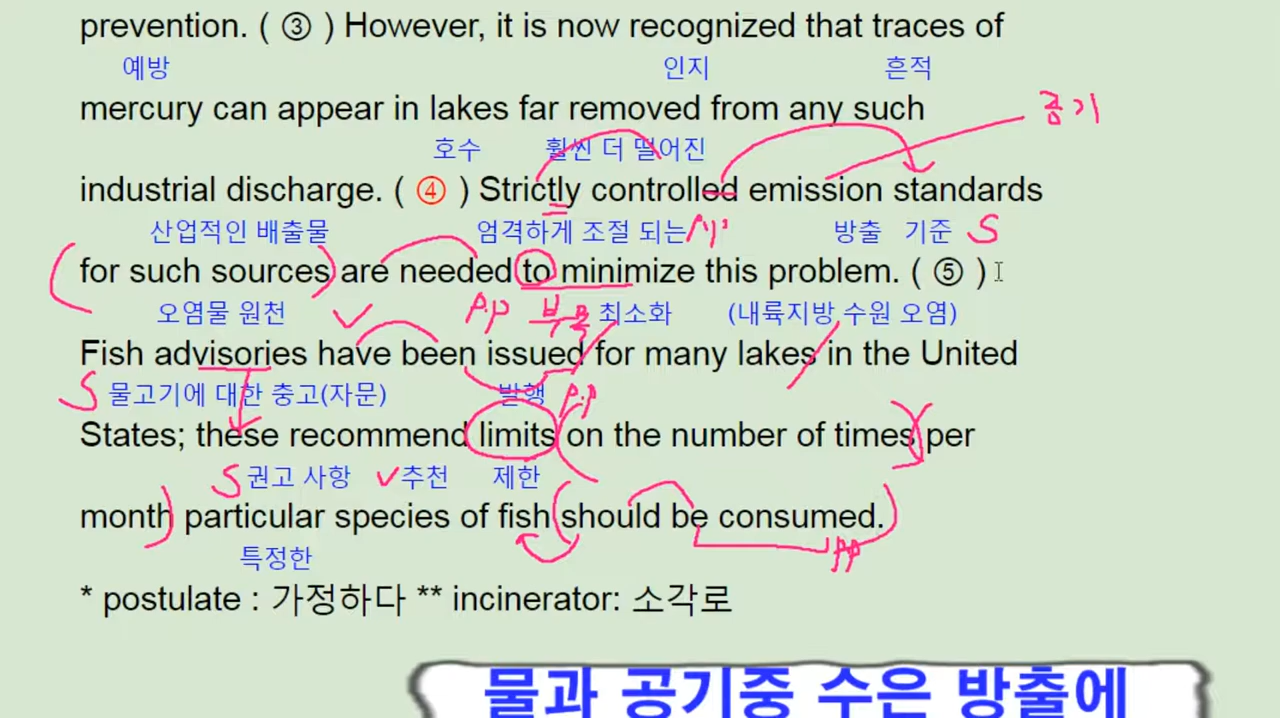 prevention. ( ③ ) However, it is now recognized that traces of
예방 인지 흔적
mercury can appear in lakes far removed from any such
공기
호수 훨씬 더 떨어진
industrial discharge. ( ④ ) Strictly controlled emission standards
산업적인 배출물 엄격하게 조절 되는 방출 기준 S
for such sources are needed to minimize this problem. ( ⑤ )
오염물 원천 p.p 최소화 (내륙지방 수원 오염)
Fish advisories have been issued for many lakes in the United
S 물고기에 대한 충고(자문) 발행 p.p
States; these recommend limits on the number of times per
S 권고 사항 추천 제한
month particular species of fish should be consumed.
특정한 pp
* postulate : 가정하다 ** incinerator: 소각로
물과 공기중 수은 방출에